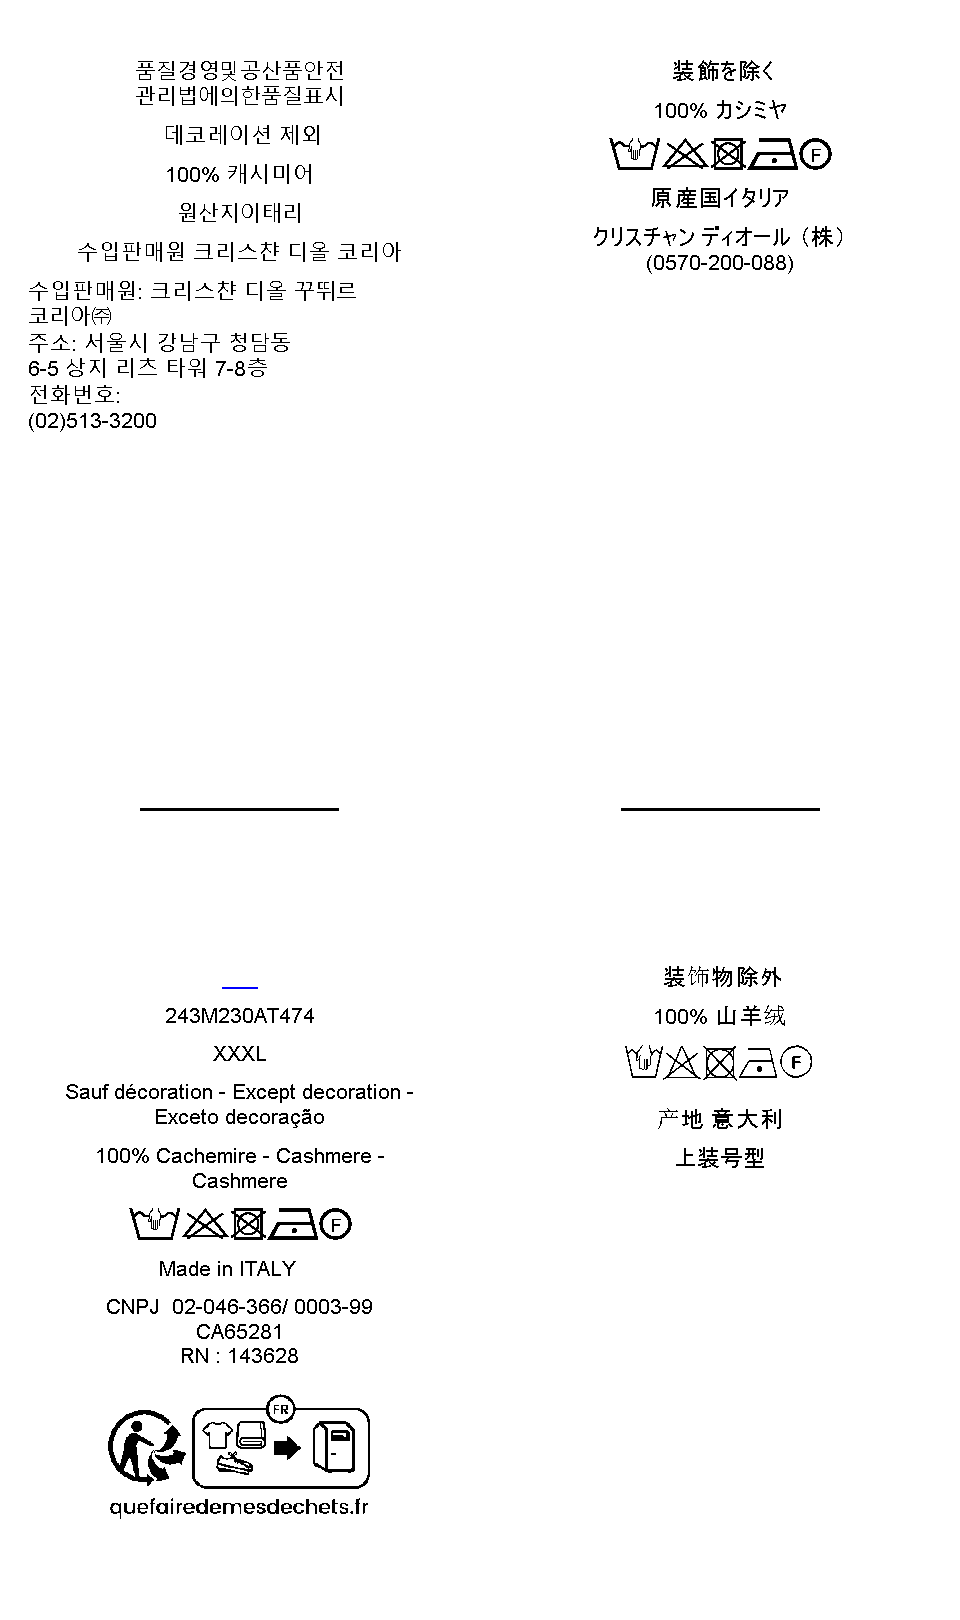 품질경영및공산품안전
관리법에의한품질표시
데코레이션 제외
100% 캐시미어
원산지이태리
수입판매원 크리스챤 디올 코리아
수입판매원: 크리스챤 디올 꾸뛰르
코리아㈜
주소: 서울시 강남구 청담동
6-5 상지 리츠 타워 7-8층
전화번호:
(02)513-3200
装飾を除く
100% カシミヤ
F
原産国イタリア
クリスチャン ディオール（株）
(0570-200-088)
243M230AT474
XXXL
Sauf décoration - Except decoration -
Exceto decoração
100% Cachemire - Cashmere -
Cashmere
F
Made in ITALY
CNPJ  02-046-366/ 0003-99
CA65281
RN : 143628
FR
quefairedemesdechets.fr
装饰物除外
100% 山羊绒
F
产地 意大利
上装号型